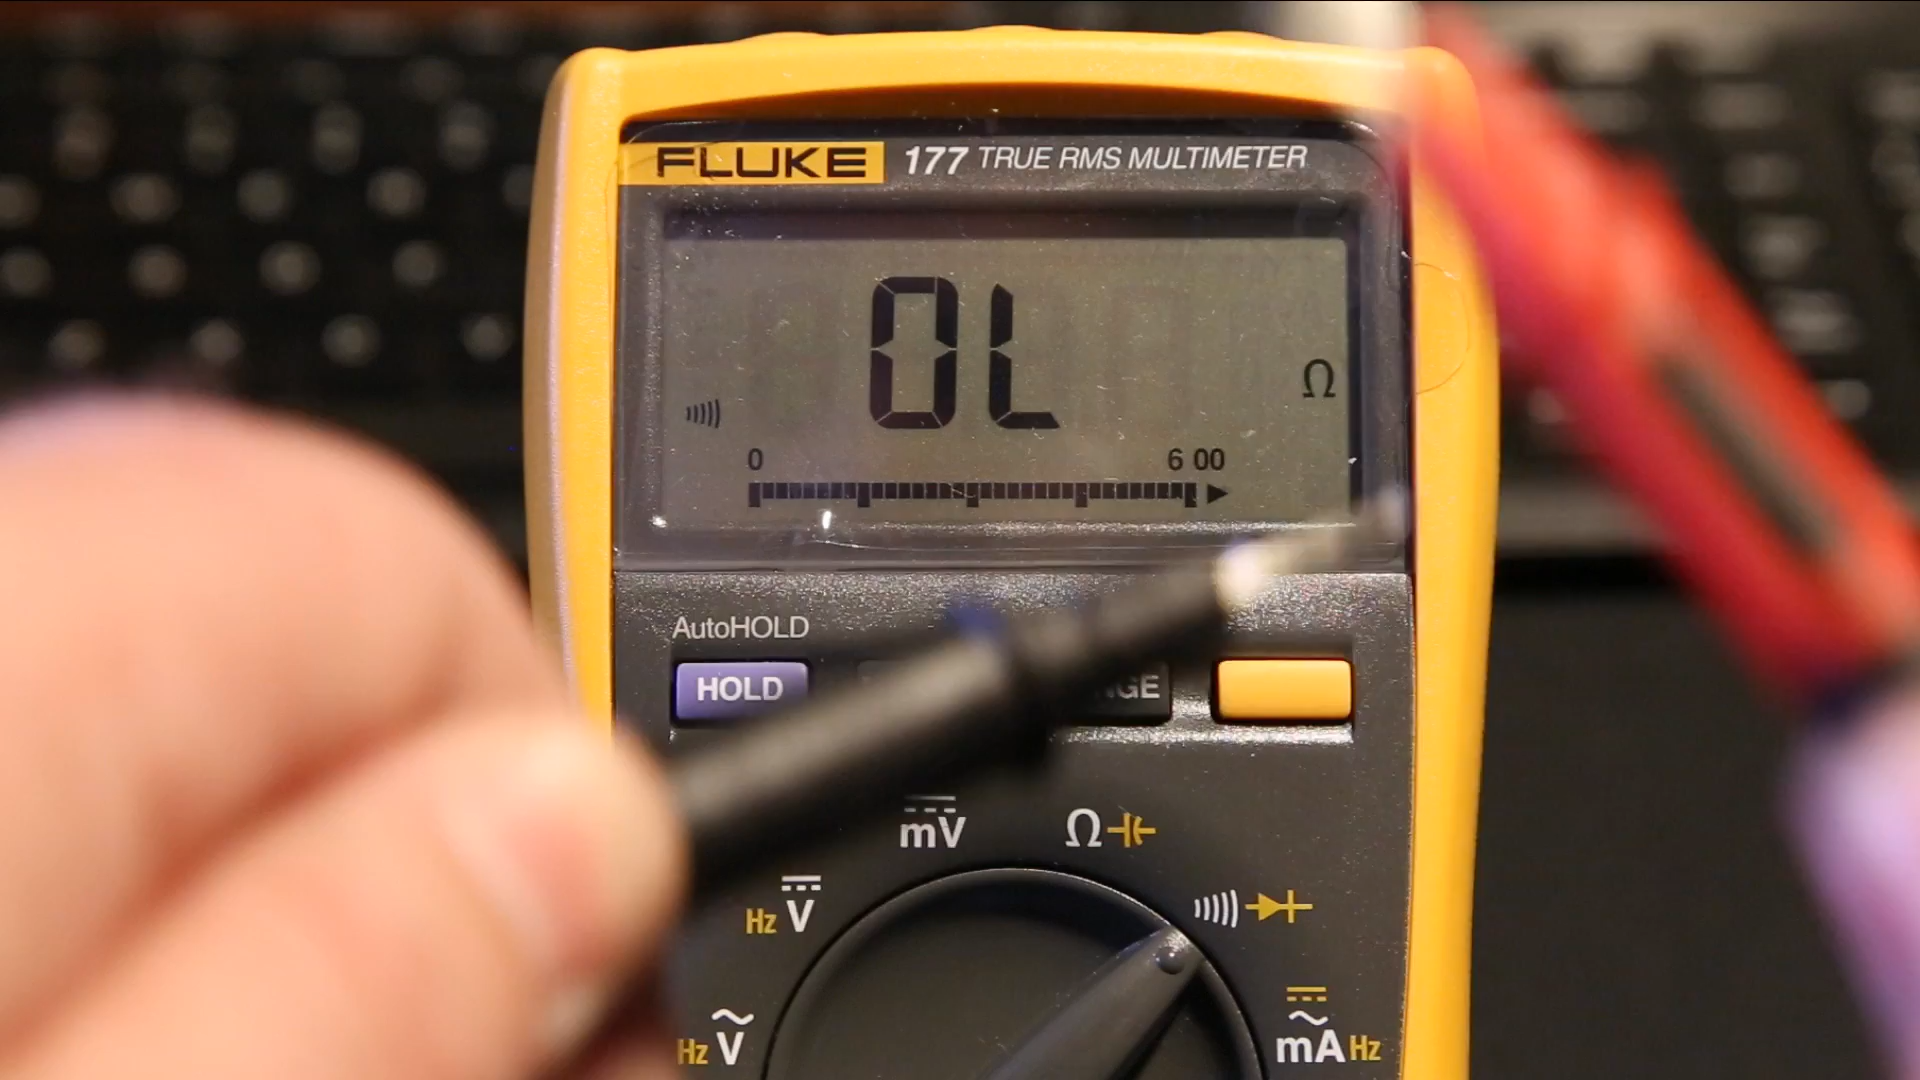 FLUKE 177 TRUE RMS MULTIMETER
OL
Ω
0 6 00
AutoHOLD
HOLD
mV Ω
Hz V
Hz V
mA Hz